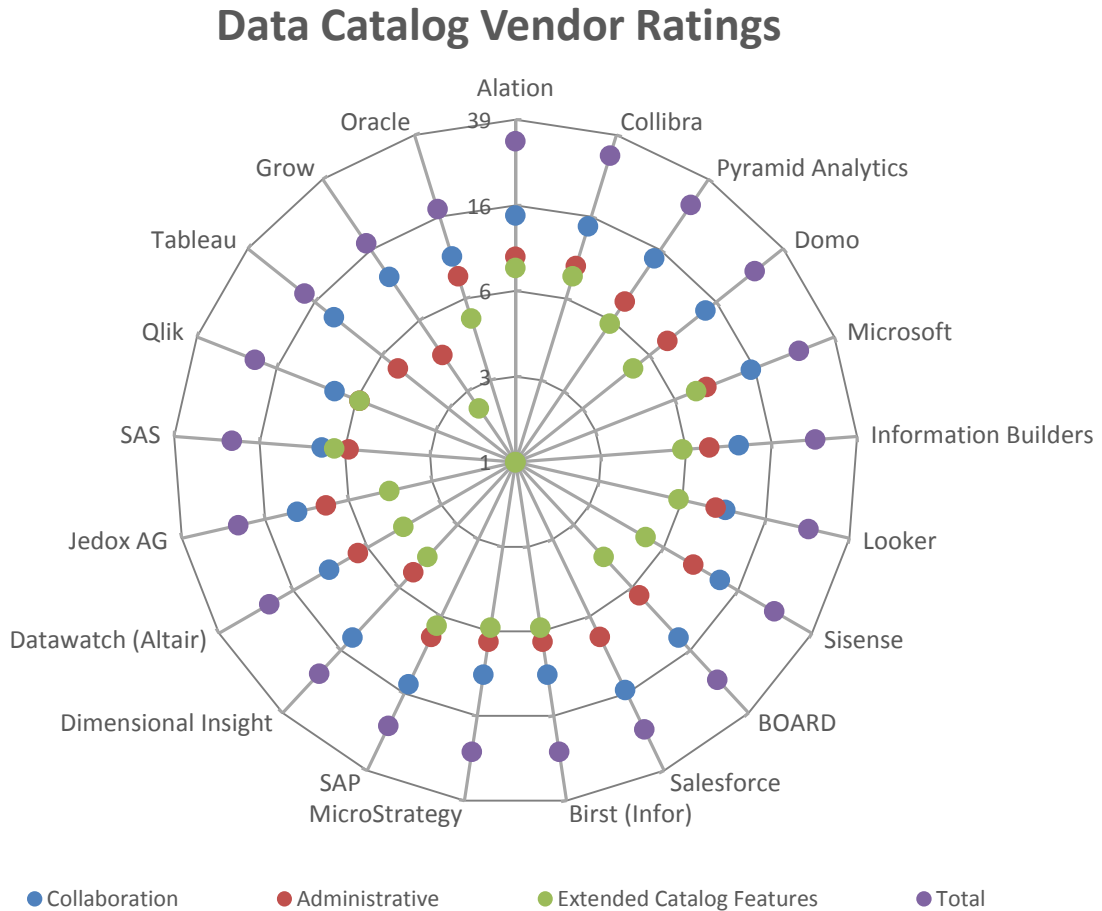 Data Catalog Vendor Ratings
Alation
39
Oracle
Collibra
Grow
Pyramid Analytics
16
Tableau
Domo
6
Qlik
Microsoft
3
SAS
Information Builders
1
Jedox AG
Looker
Datawatch (Altair)
Sisense
Dimensional Insight
BOARD
SAP
Salesforce
MicroStrategy
Birst (Infor)
Collaboration
Administrative
Extended Catalog Features
Total